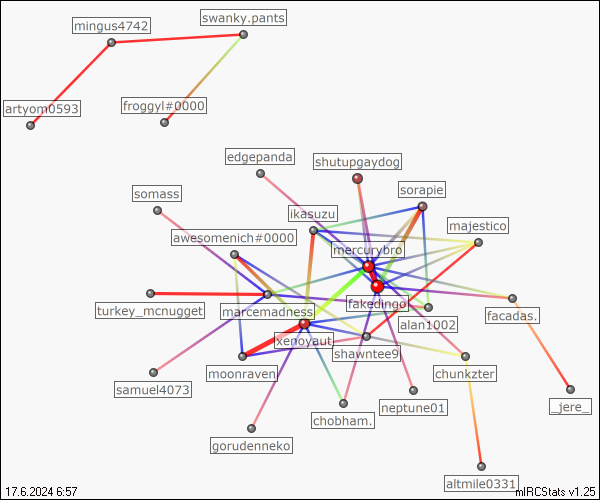 swanky.pants
mingus4742
artyom0593
froggyl#0000
edgepanda
shutupgaydog
somass
sorapie
ikasuzu
majestico
awesomenich#0000
mercurybro
turkey_mcnugget
marcemadness
fakedingo
facadas.
xenoyaut
alan1002
shawntee9
moonraven
chunkzter
samuel4073
neptune01
_jere_
chobham.
gorudenneko
altmile0331
17.6.2024 6:57
mIRCStats v1.25